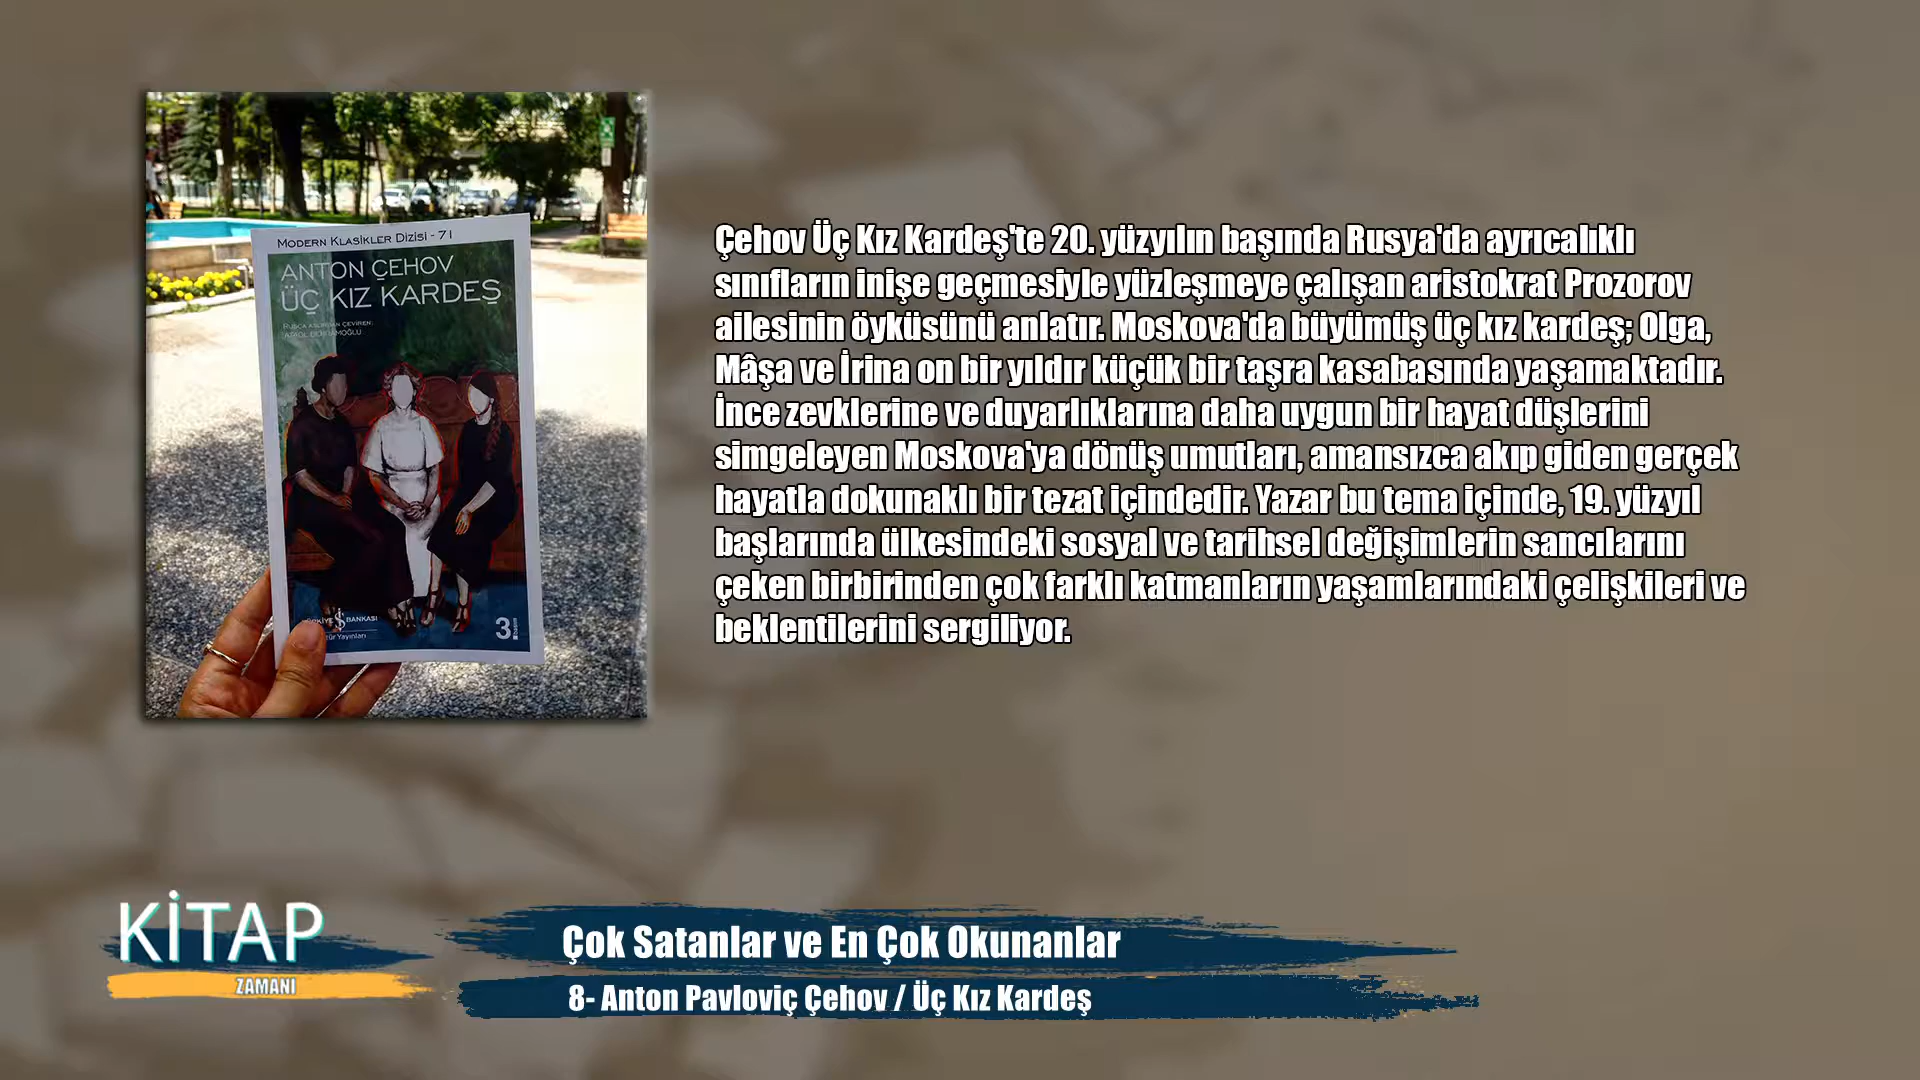 MODERN KLASİKLER DİZİSİ - 71
ANTON ÇEHOV
ÜÇ KIZ KARDEŞ
BANKASI
Yayınları
Çehov Üç Kız Kardeş'te 20. yüzyılın başında Rusya'da ayrıcalıklı
sınıfların inişe geçmesiyle yüzleşmeye çalışan aristokrat Prozorov
ailesinin öyküsünü anlatır. Moskova'da büyümüş üç kız kardeş; Olga,
Mâşa ve İrina on bir yıldır küçük bir taşra kasabasında yaşamaktadır.
İnce zevklerine ve duyarlıklarına daha uygun bir hayat düşlerini
simgeleyen Moskova'ya dönüş umutları, amansızca akıp giden gerçek
hayatla dokunaklı bir tezat içindedir. Yazar bu tema içinde, 19. yüzyıl
başlarında ülkesindeki sosyal ve tarihsel değişimlerin sancılarını
çeken birbirinden çok farklı katmanların yaşamlarındaki çelişkileri ve
beklentilerini sergiliyor.
KİTAP
ZAMANI
Çok Satanlar ve En Çok Okunanlar
8- Anton Pavloviç Çehov / Üç Kız Kardeş